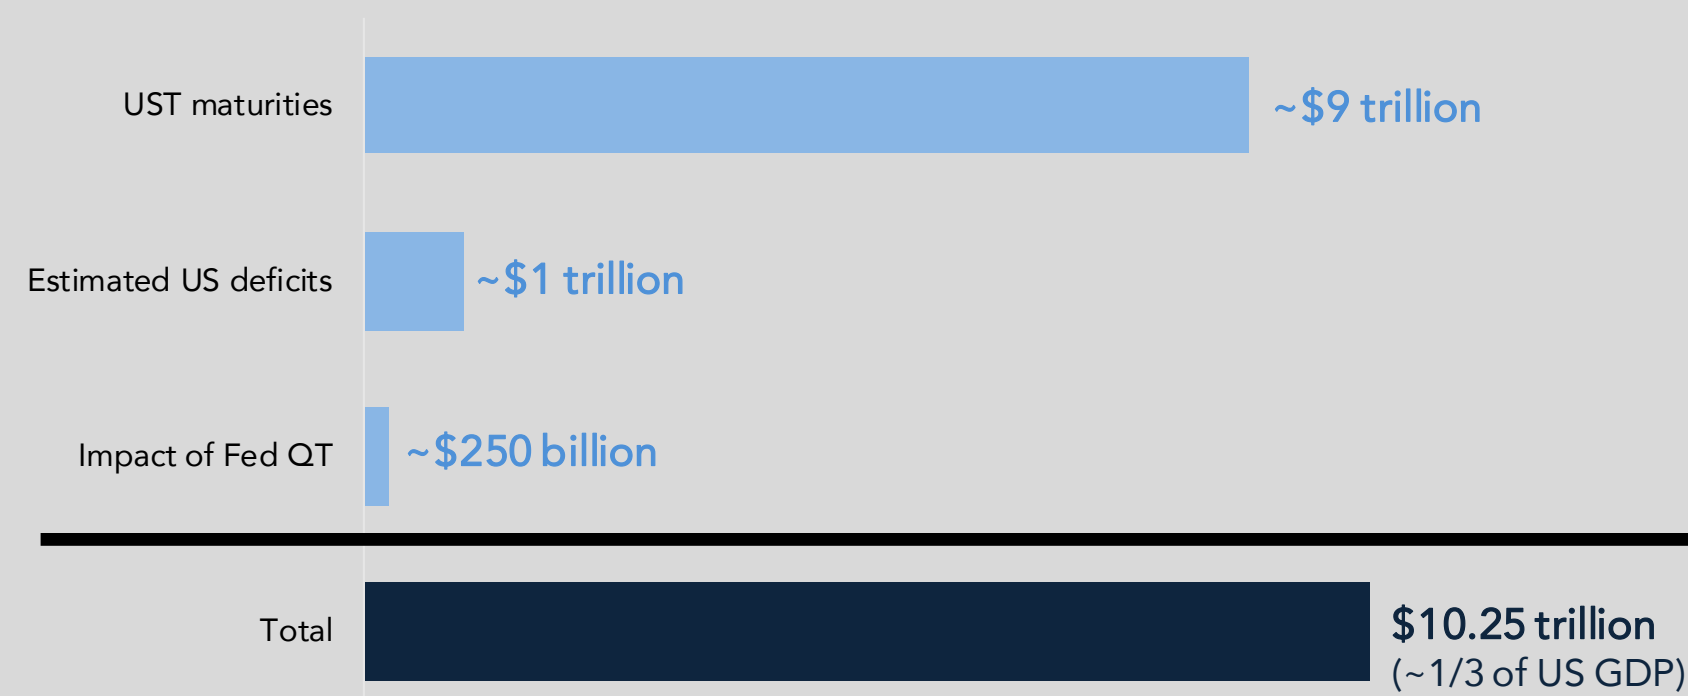 UST maturities
~$9 trillion
Estimated US deficits
~$1 trillion
Impact of Fed QT
~$250 billion
Total
$10.25 trillion
(~1/3 of US GDP)